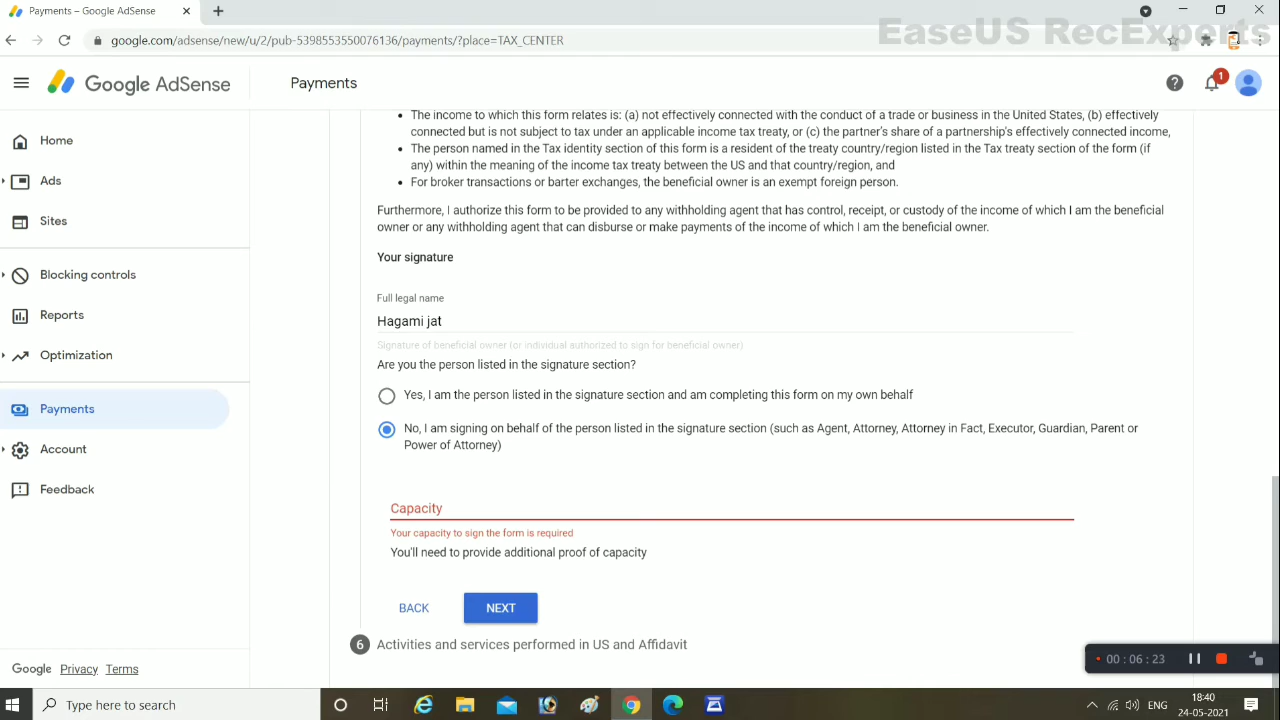 Payments – Google AdSense
EaseUS RecExperts
google.com/adsense/new/u/2/pub-5398553550076136/payments/?place=TAX_CENTER
Google AdSense
Payments
1
The income to which this form relates is: (a) not effectively connected with the conduct of a trade or business in the United States, (b) effectively
connected but is not subject to tax under an applicable income tax treaty, or (c) the partner's share of a partnership's effectively connected income,
The person named in the Tax identity section of this form is a resident of the treaty country/region listed in the Tax treaty section of the form (if
any) within the meaning of the income tax treaty between the US and that country/region, and
For broker transactions or barter exchanges, the beneficial owner is an exempt foreign person.
Furthermore, I authorize this form to be provided to any withholding agent that has control, receipt, or custody of the income of which I am the beneficial
owner or any withholding agent that can disburse or make payments of the income of which I am the beneficial owner.
Your signature
Full legal name
Hagami jat
Signature of beneficial owner (or individual authorized to sign for beneficial owner)
Are you the person listed in the signature section?
Yes, I am the person listed in the signature section and am completing this form on my own behalf
No, I am signing on behalf of the person listed in the signature section (such as Agent, Attorney, Attorney in Fact, Executor, Guardian, Parent or
Power of Attorney)
Capacity
Your capacity to sign the form is required
You'll need to provide additional proof of capacity
BACK
NEXT
6 Activities and services performed in US and Affidavit
Home
Ads
Sites
Blocking controls
Reports
Optimization
Payments
Account
Feedback
Google Privacy Terms
00:06:23
Type here to search
ENG
18:40
24-05-2021